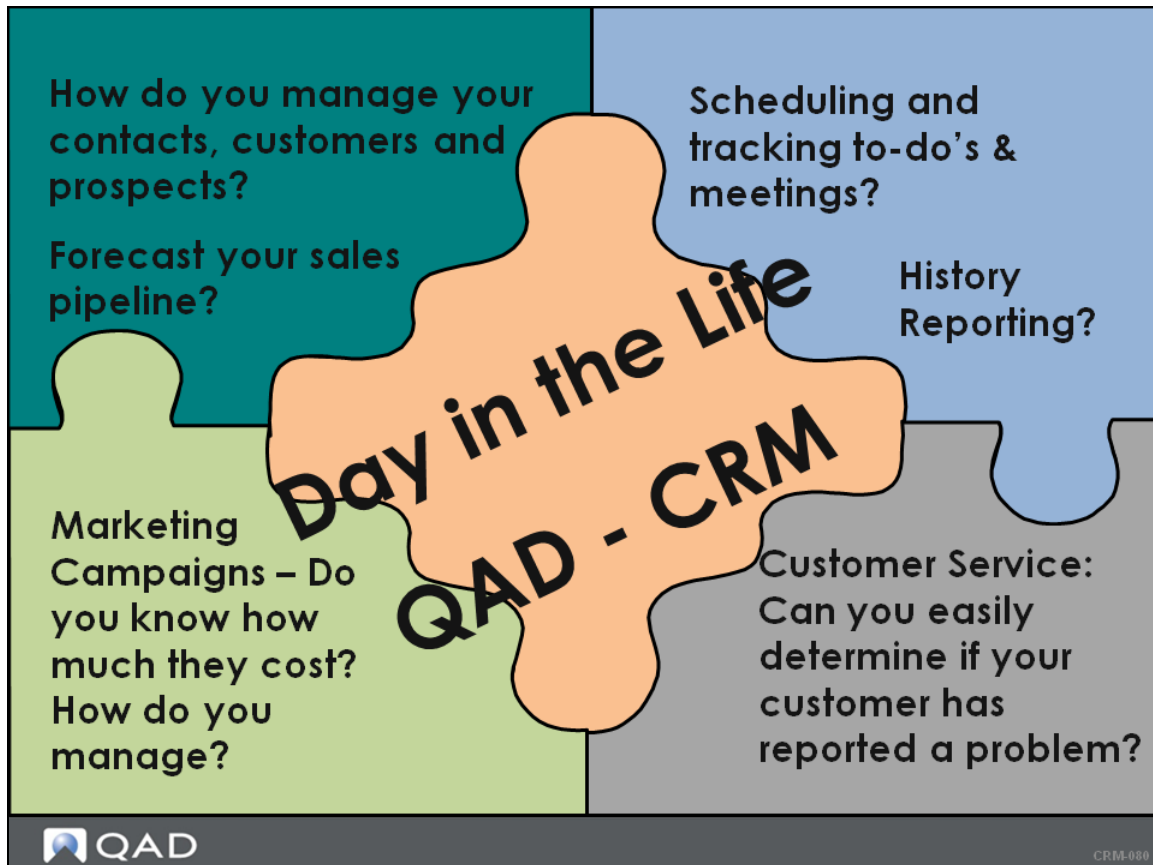 How do you manage your
contacts, customers and
prospects?
Forecast your sales
pipeline?
Scheduling and
tracking to-do's &
meetings?
History
Reporting?
Day in the Life
QAD - CRM
Marketing
Campaigns – Do
you know how
much they cost?
How do you
manage?
Customer Service:
Can you easily
determine if your
customer has
reported a problem?
QAD
CRM-080